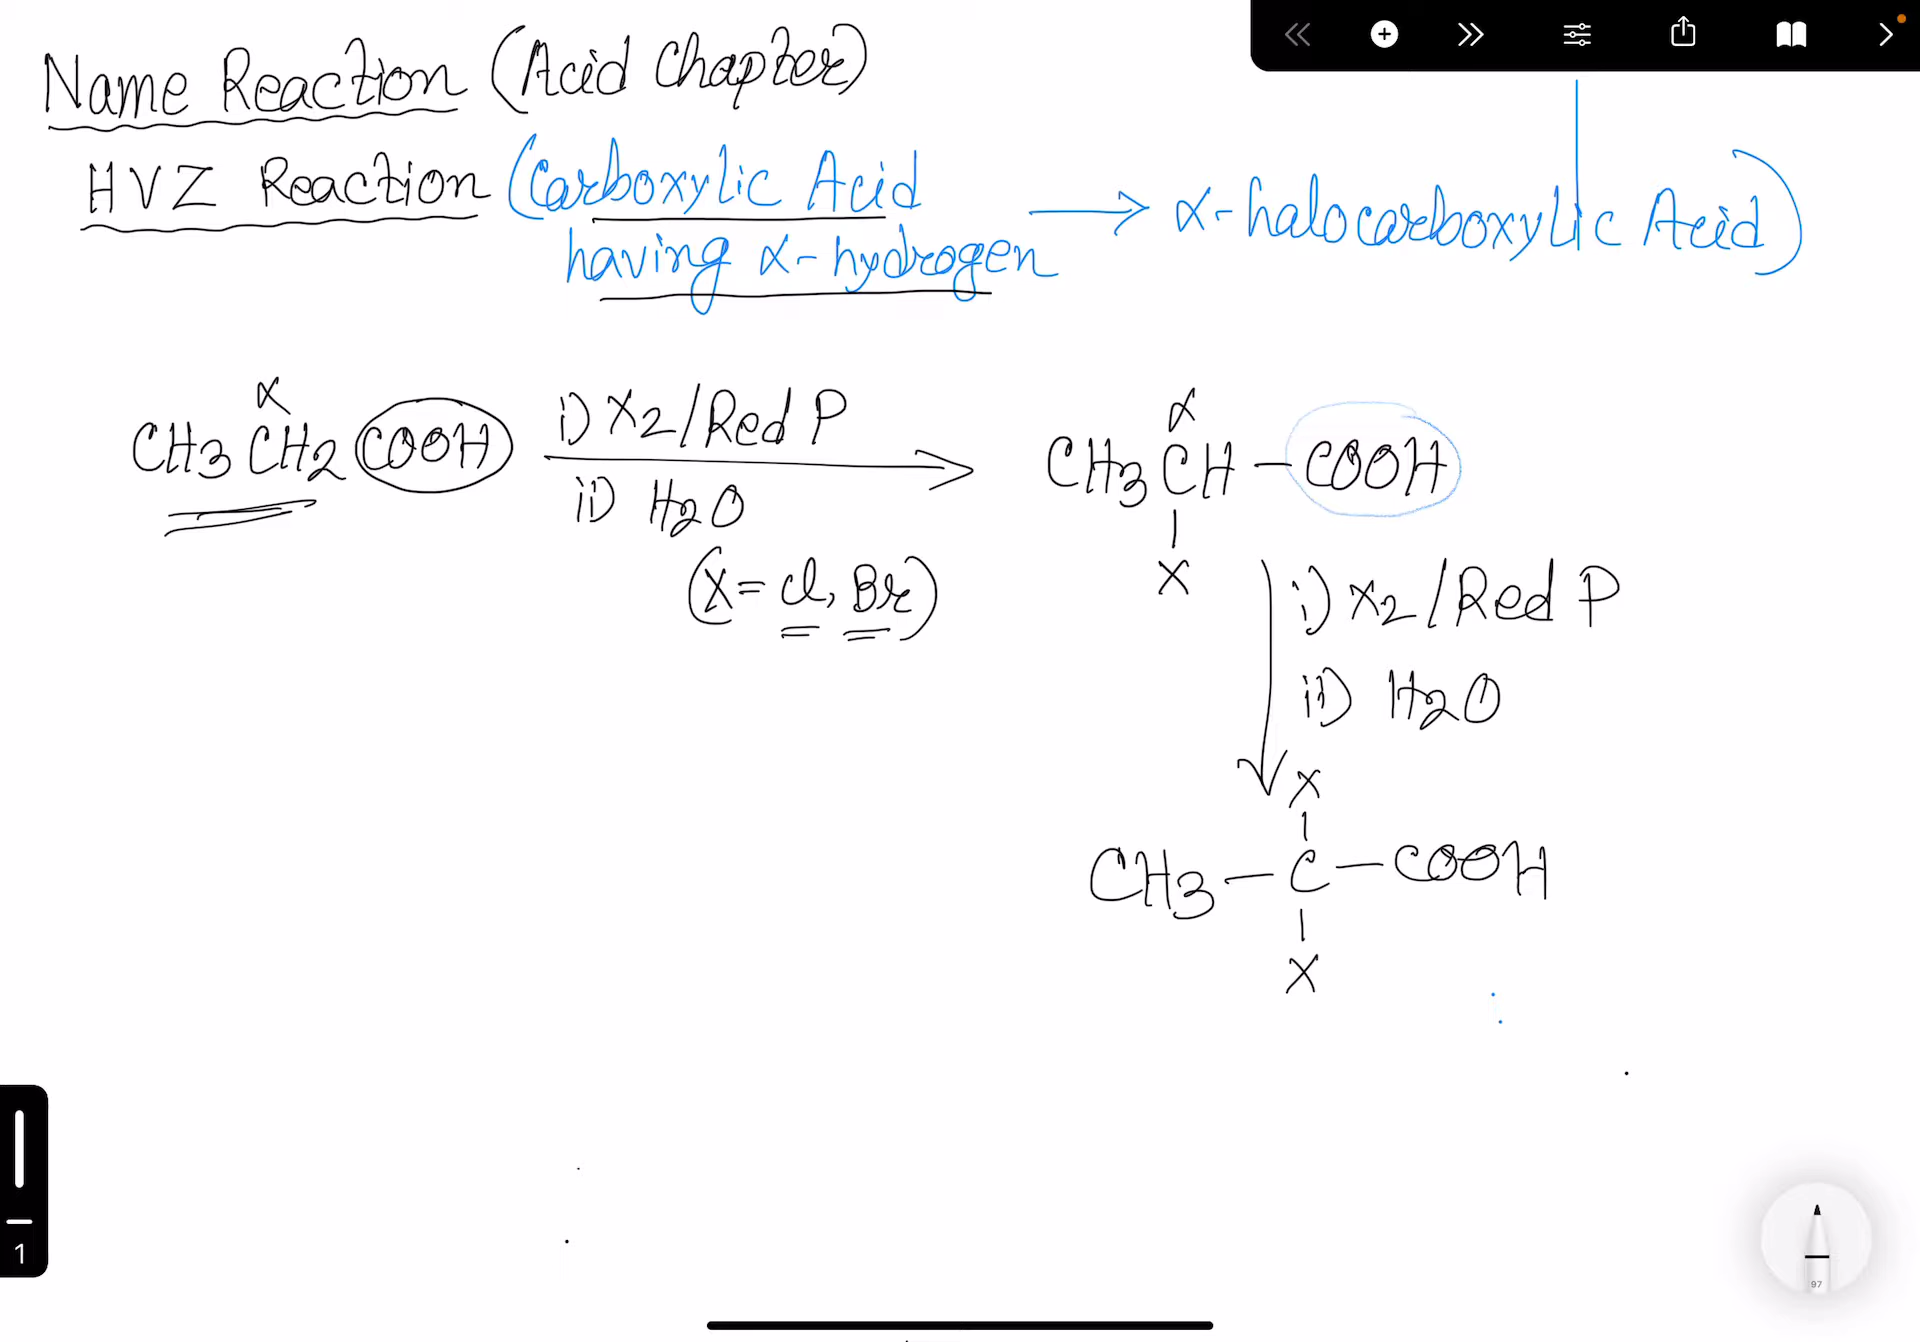 Name Reaction (Acid Chapter)
HVZ Reaction (Carboxylic Acid
having α-hydrogen → α-halocarboxylic Acid)
α
CH3 CH2 COOH
i) X2/Red P
ii) H2O
(X = Cl, Br)
α
CH3 CH - COOH
X
i) X2/Red P
ii) H2O
X
CH3 - C - COOH
X
1
97